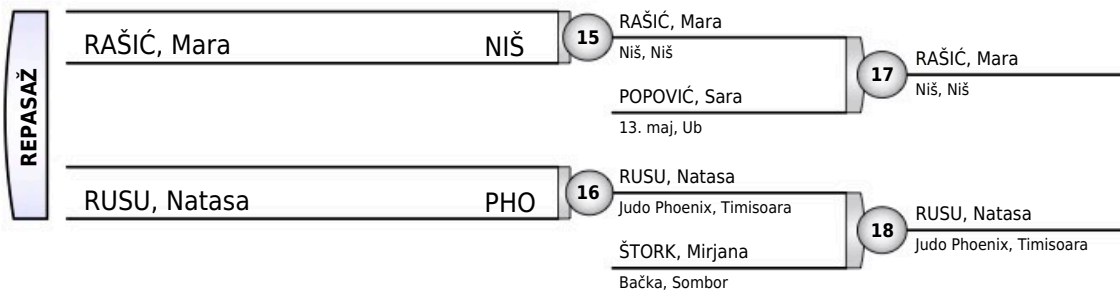 REPASAŽ
RAŠIĆ, Mara NIŠ
15
RAŠIĆ, Mara
Niš, Niš
POPOVIĆ, Sara
13. maj, Ub
17
RAŠIĆ, Mara
Niš, Niš
RUSU, Natasa PHO
16
RUSU, Natasa
Judo Phoenix, Timisoara
ŠTORK, Mirjana
Bačka, Sombor
18
RUSU, Natasa
Judo Phoenix, Timisoara